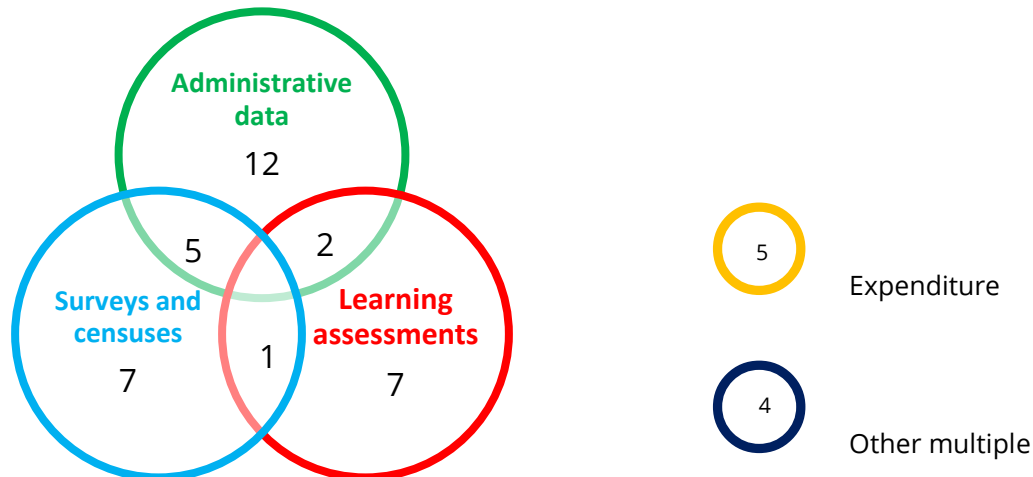 Administrative
data
12
5
2
Surveys and
censuses
7
1
Learning
assessments
7
5
Expenditure
4
Other multiple